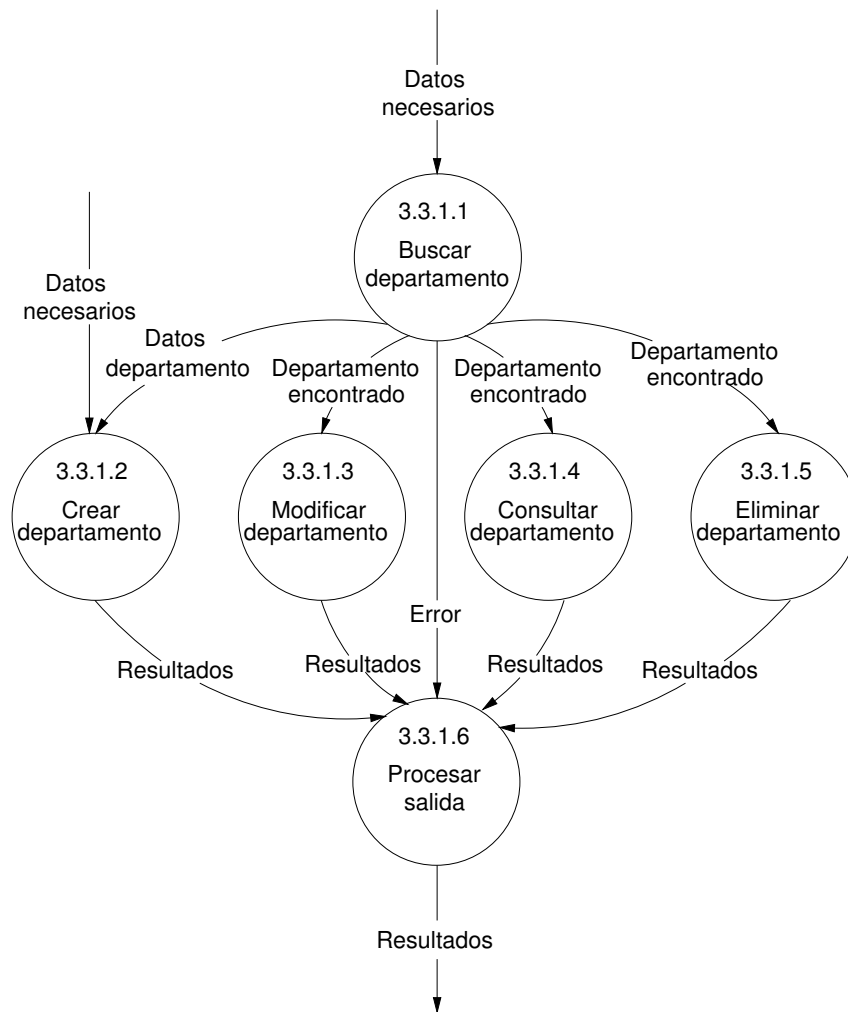 Datos
necesarios
3.3.1.1
Buscar
departamento
Datos
necesarios
Datos
departamento
Departamento
encontrado
Departamento
encontrado
Departamento
encontrado
3.3.1.2
Crear
departamento
3.3.1.3
Modificar
departamento
3.3.1.4
Consultar
departamento
3.3.1.5
Eliminar
departamento
Error
Resultados
Resultados
Resultados
Resultados
3.3.1.6
Procesar
salida
Resultados